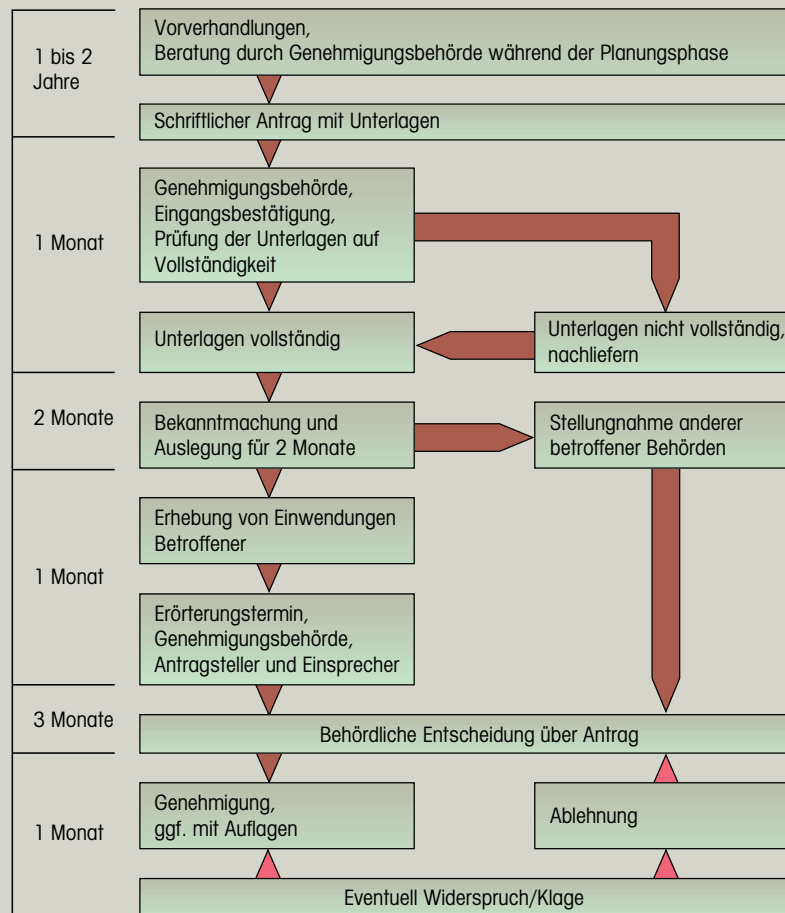 1 bis 2
Jahre
Vorverhandlungen,
Beratung durch Genehmigungsbehörde während der Planungsphase
Schriftlicher Antrag mit Unterlagen
1 Monat
Genehmigungsbehörde,
Eingangsbestätigung,
Prüfung der Unterlagen auf
Vollständigkeit
Unterlagen vollständig
Unterlagen nicht vollständig,
nachliefern
2 Monate
Bekanntmachung und
Auslegung für 2 Monate
Stellungnahme anderer
betroffener Behörden
1 Monat
Erhebung von Einwendungen
Betroffener
Erörterungstermin,
Genehmigungsbehörde,
Antragsteller und Einsprecher
3 Monate
Behördliche Entscheidung über Antrag
1 Monat
Genehmigung,
ggf. mit Auflagen
Ablehnung
Eventuell Widerspruch/Klage